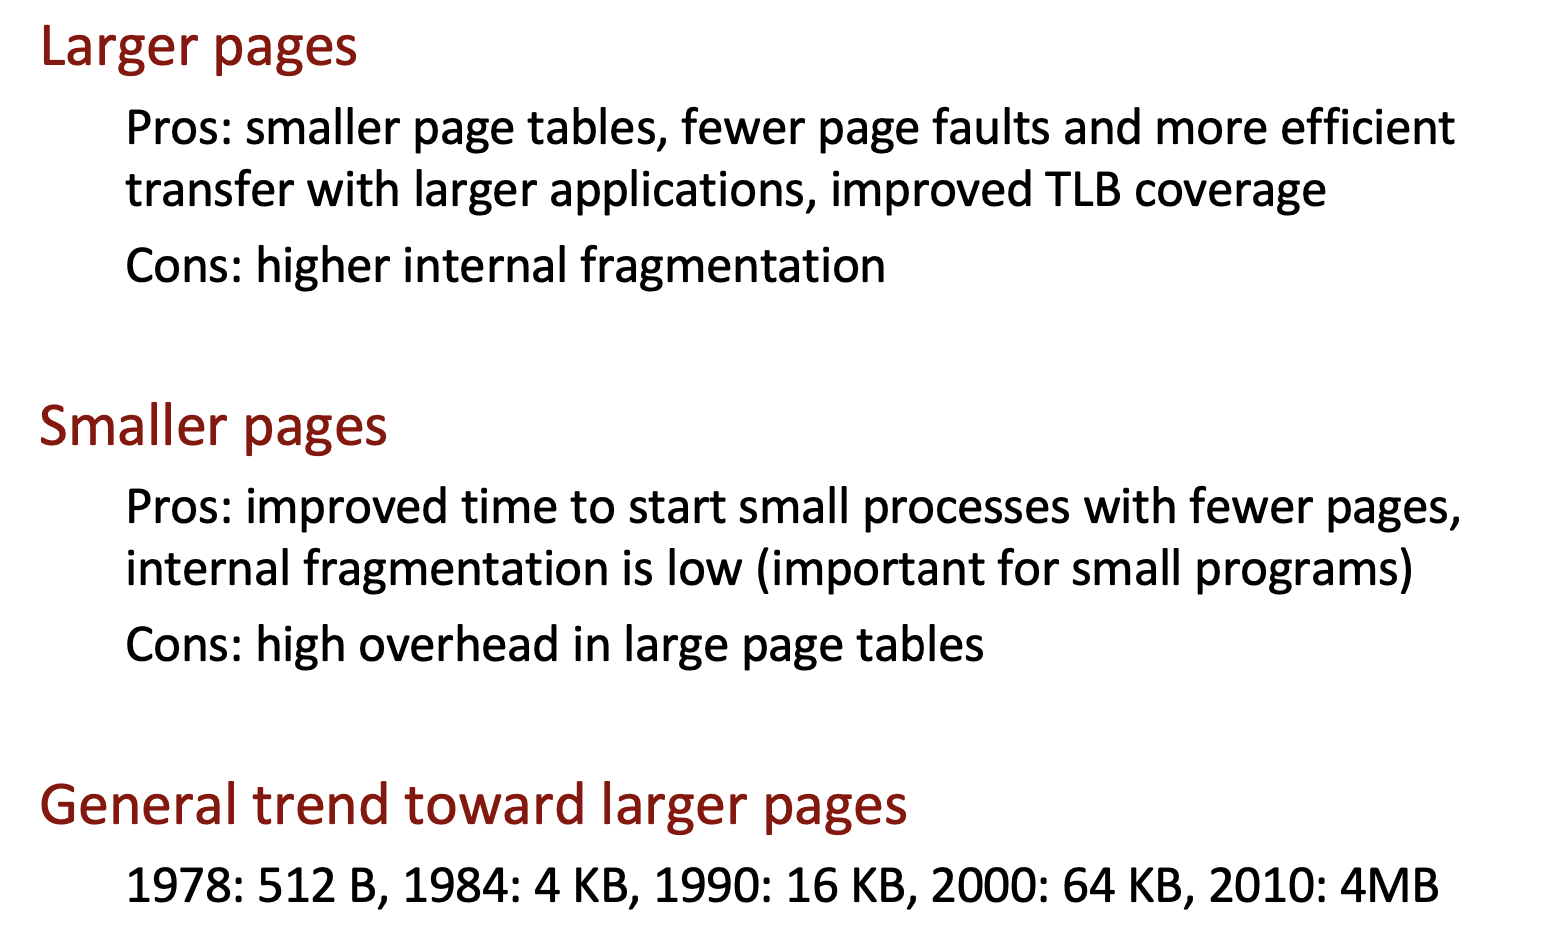 Larger pages
Pros: smaller page tables, fewer page faults and more efficient
transfer with larger applications, improved TLB coverage
Cons: higher internal fragmentation
Smaller pages
Pros: improved time to start small processes with fewer pages,
internal fragmentation is low (important for small programs)
Cons: high overhead in large page tables
General trend toward larger pages
1978: 512 B, 1984: 4 KB, 1990: 16 KB, 2000: 64 KB, 2010: 4MB